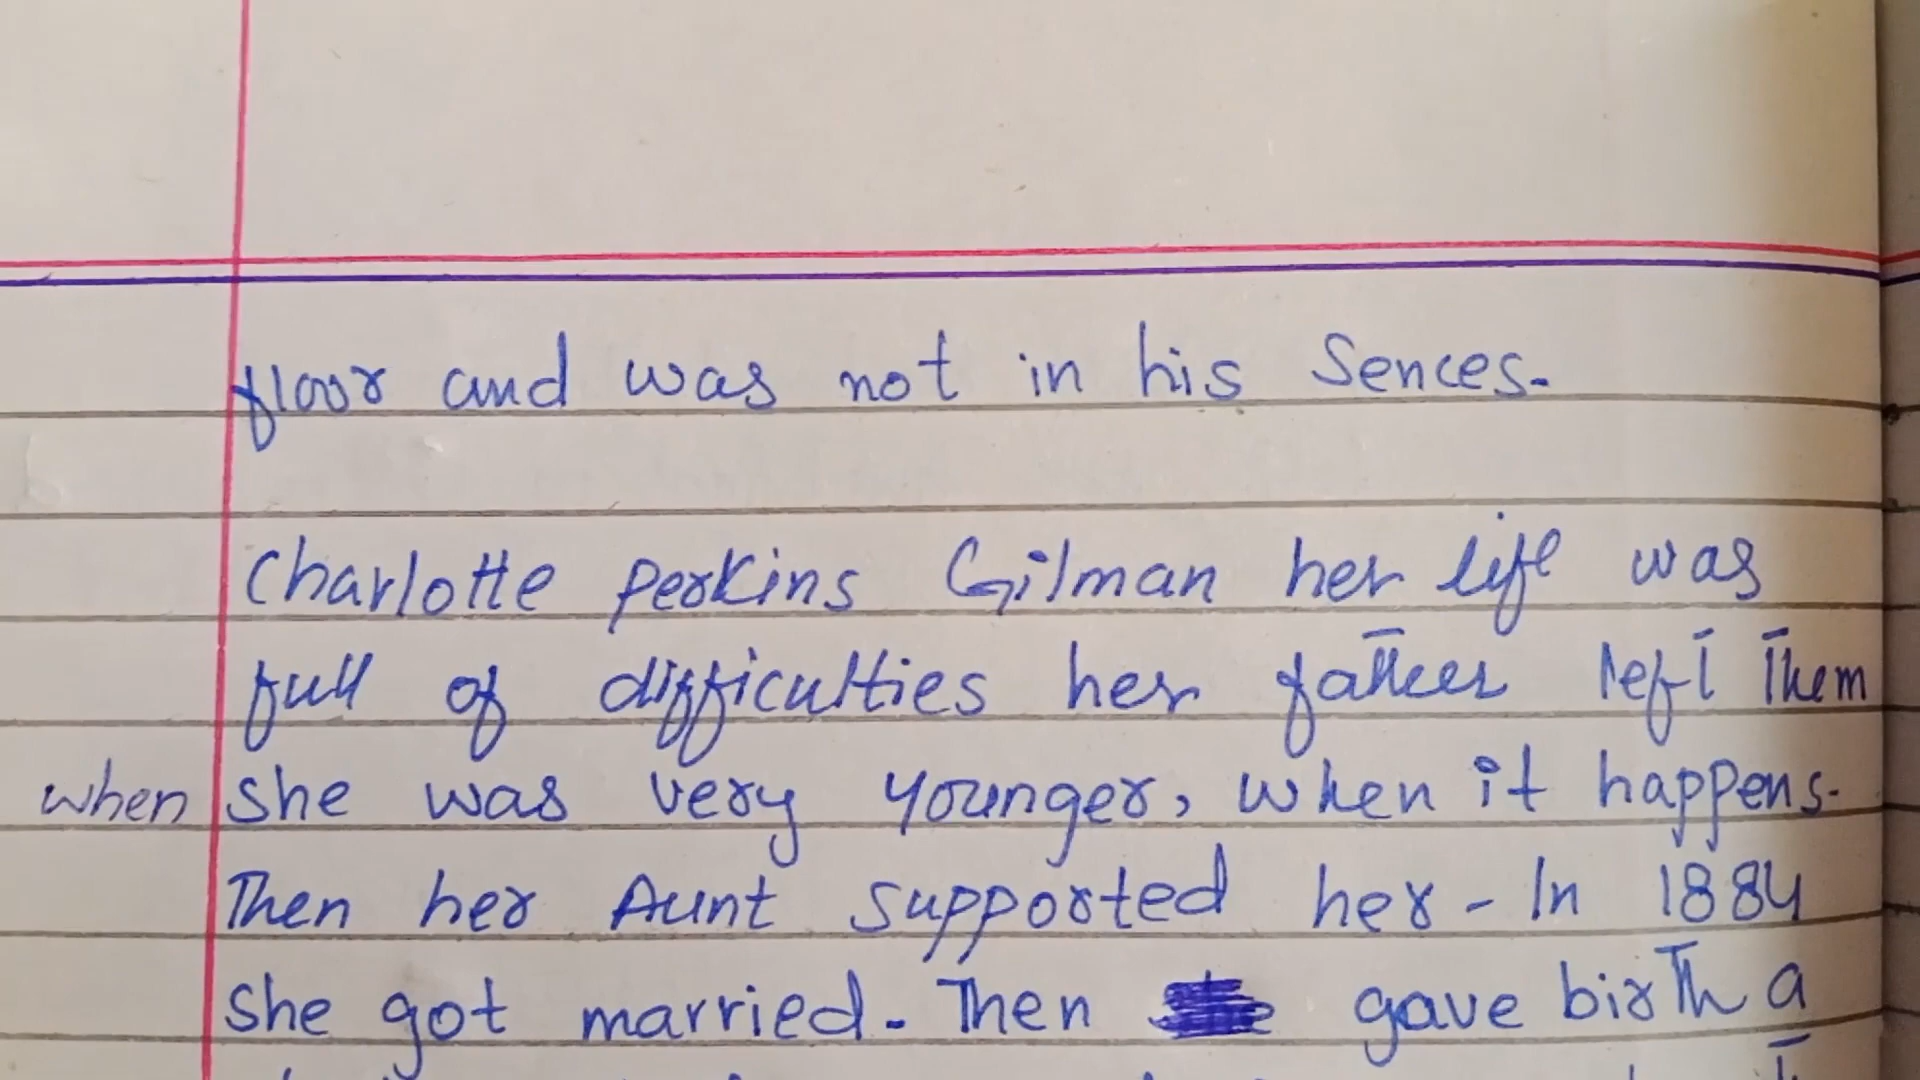 floor and was not in his Sences.
Charlotte perkins Gilman her life was
full of difficulties her father left Them
when she was very younger, when it happens.
Then her Aunt supported her - In 1884
She got married. Then gave birth a